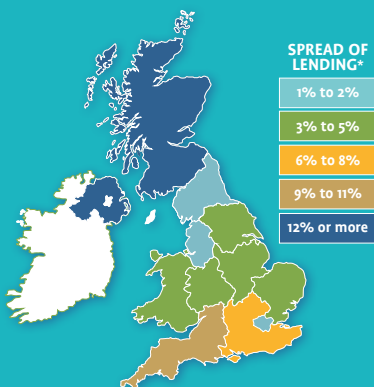 SPREAD OF
LENDING*
1% to 2%
3% to 5%
6% to 8%
9% to 11%
12% or more